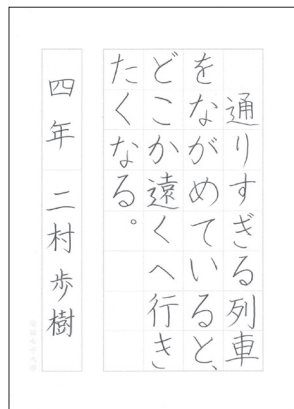 通りすぎる列車
をながめていると、
どこか遠くへ行き
たくなる。
四年 二村歩樹